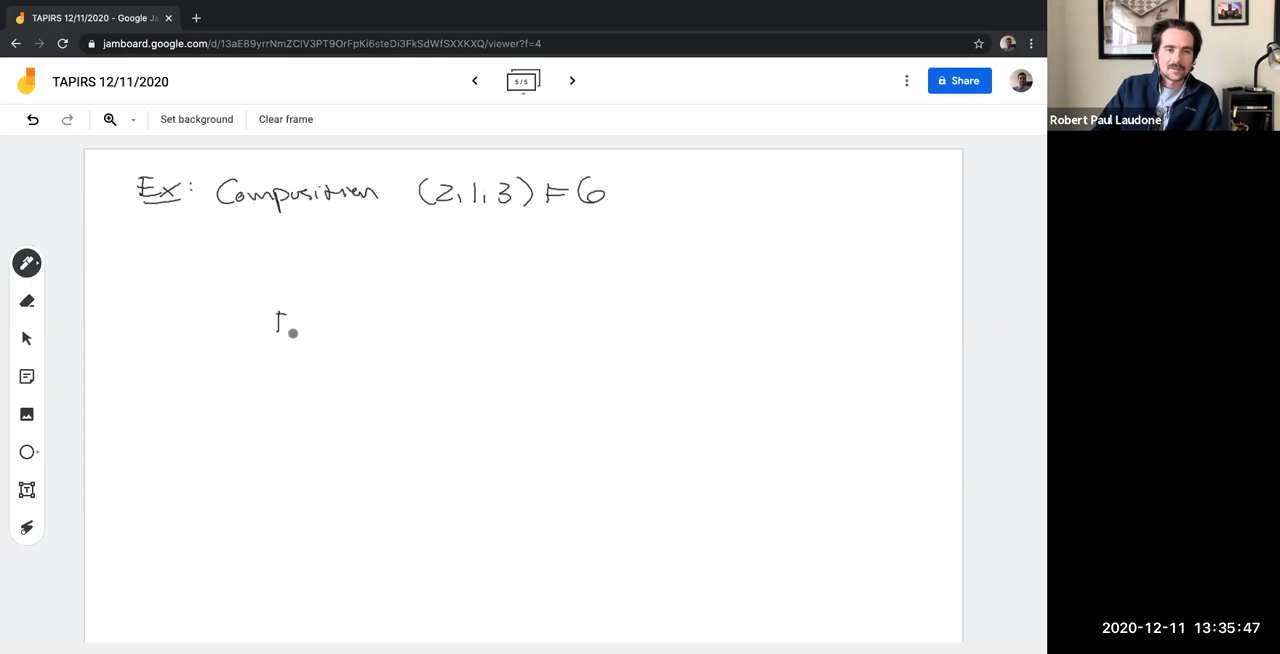 TAPIRS 12/11/2020 - Google Ja
jamboard.google.com/d/13aE89yrrNmZCIV3PT9OrFpKi6steDi3FkSdWfSXXKXQ/viewer?f=4
TAPIRS 12/11/2020
5/5
Share
Set background
Clear frame
Robert Paul Laudone
Ex: Composition (2,1,3) ⊨ 6
2020-12-11 13:35:47